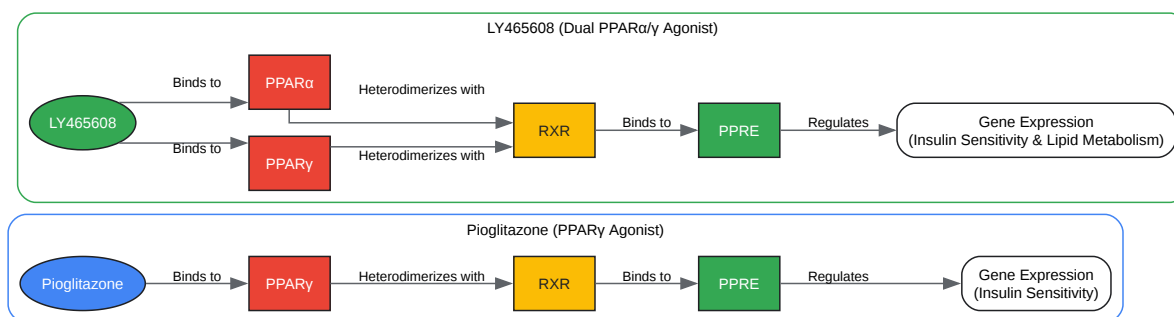 LY465608 (Dual PPARα/γ Agonist)
Binds to
PPARα
Heterodimerizes with
LY465608
RXR
Binds to
PPRE
Regulates
Gene Expression
(Insulin Sensitivity & Lipid Metabolism)
Binds to
PPARγ
Heterodimerizes with
Pioglitazone (PPARγ Agonist)
Pioglitazone
Binds to
PPARγ
Heterodimerizes with
RXR
Binds to
PPRE
Regulates
Gene Expression
(Insulin Sensitivity)